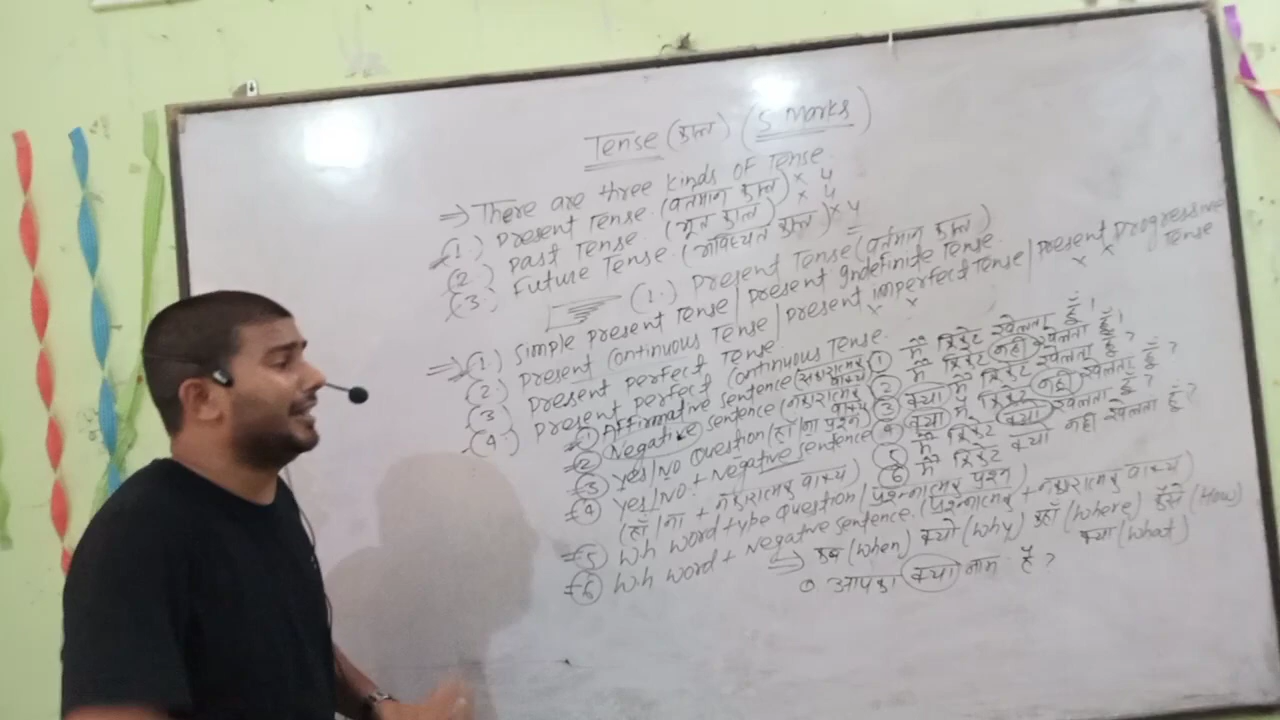 Tense (काल) (5 Marks)
=> There are three kinds of Tense.
(1.) Present Tense. (वर्तमान काल) × 4
(2.) Past Tense. (भूत काल) × 4
(3.) Future Tense. (भविष्यत काल) × 4
(1.) Present Tense (वर्तमान काल)
=> (1.) Simple Present Tense | Present Indefinite Tense.
(2.) Present Continuous Tense | Present imperfect Tense | Present Progressive Tense
(3.) Present perfect Tense.
(4.) Present perfect Continuous Tense.
① Affirmative sentence (सकारात्मक वाक्य) ① मैं क्रिकेट खेलता हूँ।
② Negative sentence (नकारात्मक वाक्य) ② मैं क्रिकेट नहीं खेलता हूँ।
③ Yes/No Question (हाँ/ना प्रश्न) ③ क्या मैं क्रिकेट खेलता हूँ?
④ Yes/No. + Negative sentence ④ क्या मैं क्रिकेट नहीं खेलता हूँ?
(हाँ/ना + नकारात्मक वाक्य) ⑤ मैं क्रिकेट क्यों खेलता हूँ?
⑥ मैं क्रिकेट क्यों नहीं खेलता हूँ?
⑤ Wh word type Question (प्रश्नात्मक प्रश्न)
⑥ Wh word + Negative sentence. (प्रश्नात्मक + नकारात्मक वाक्य)
=> कब (When) क्यों (Why) कहाँ (Where) कैसे (How) क्या (What)
आपका क्या नाम है?